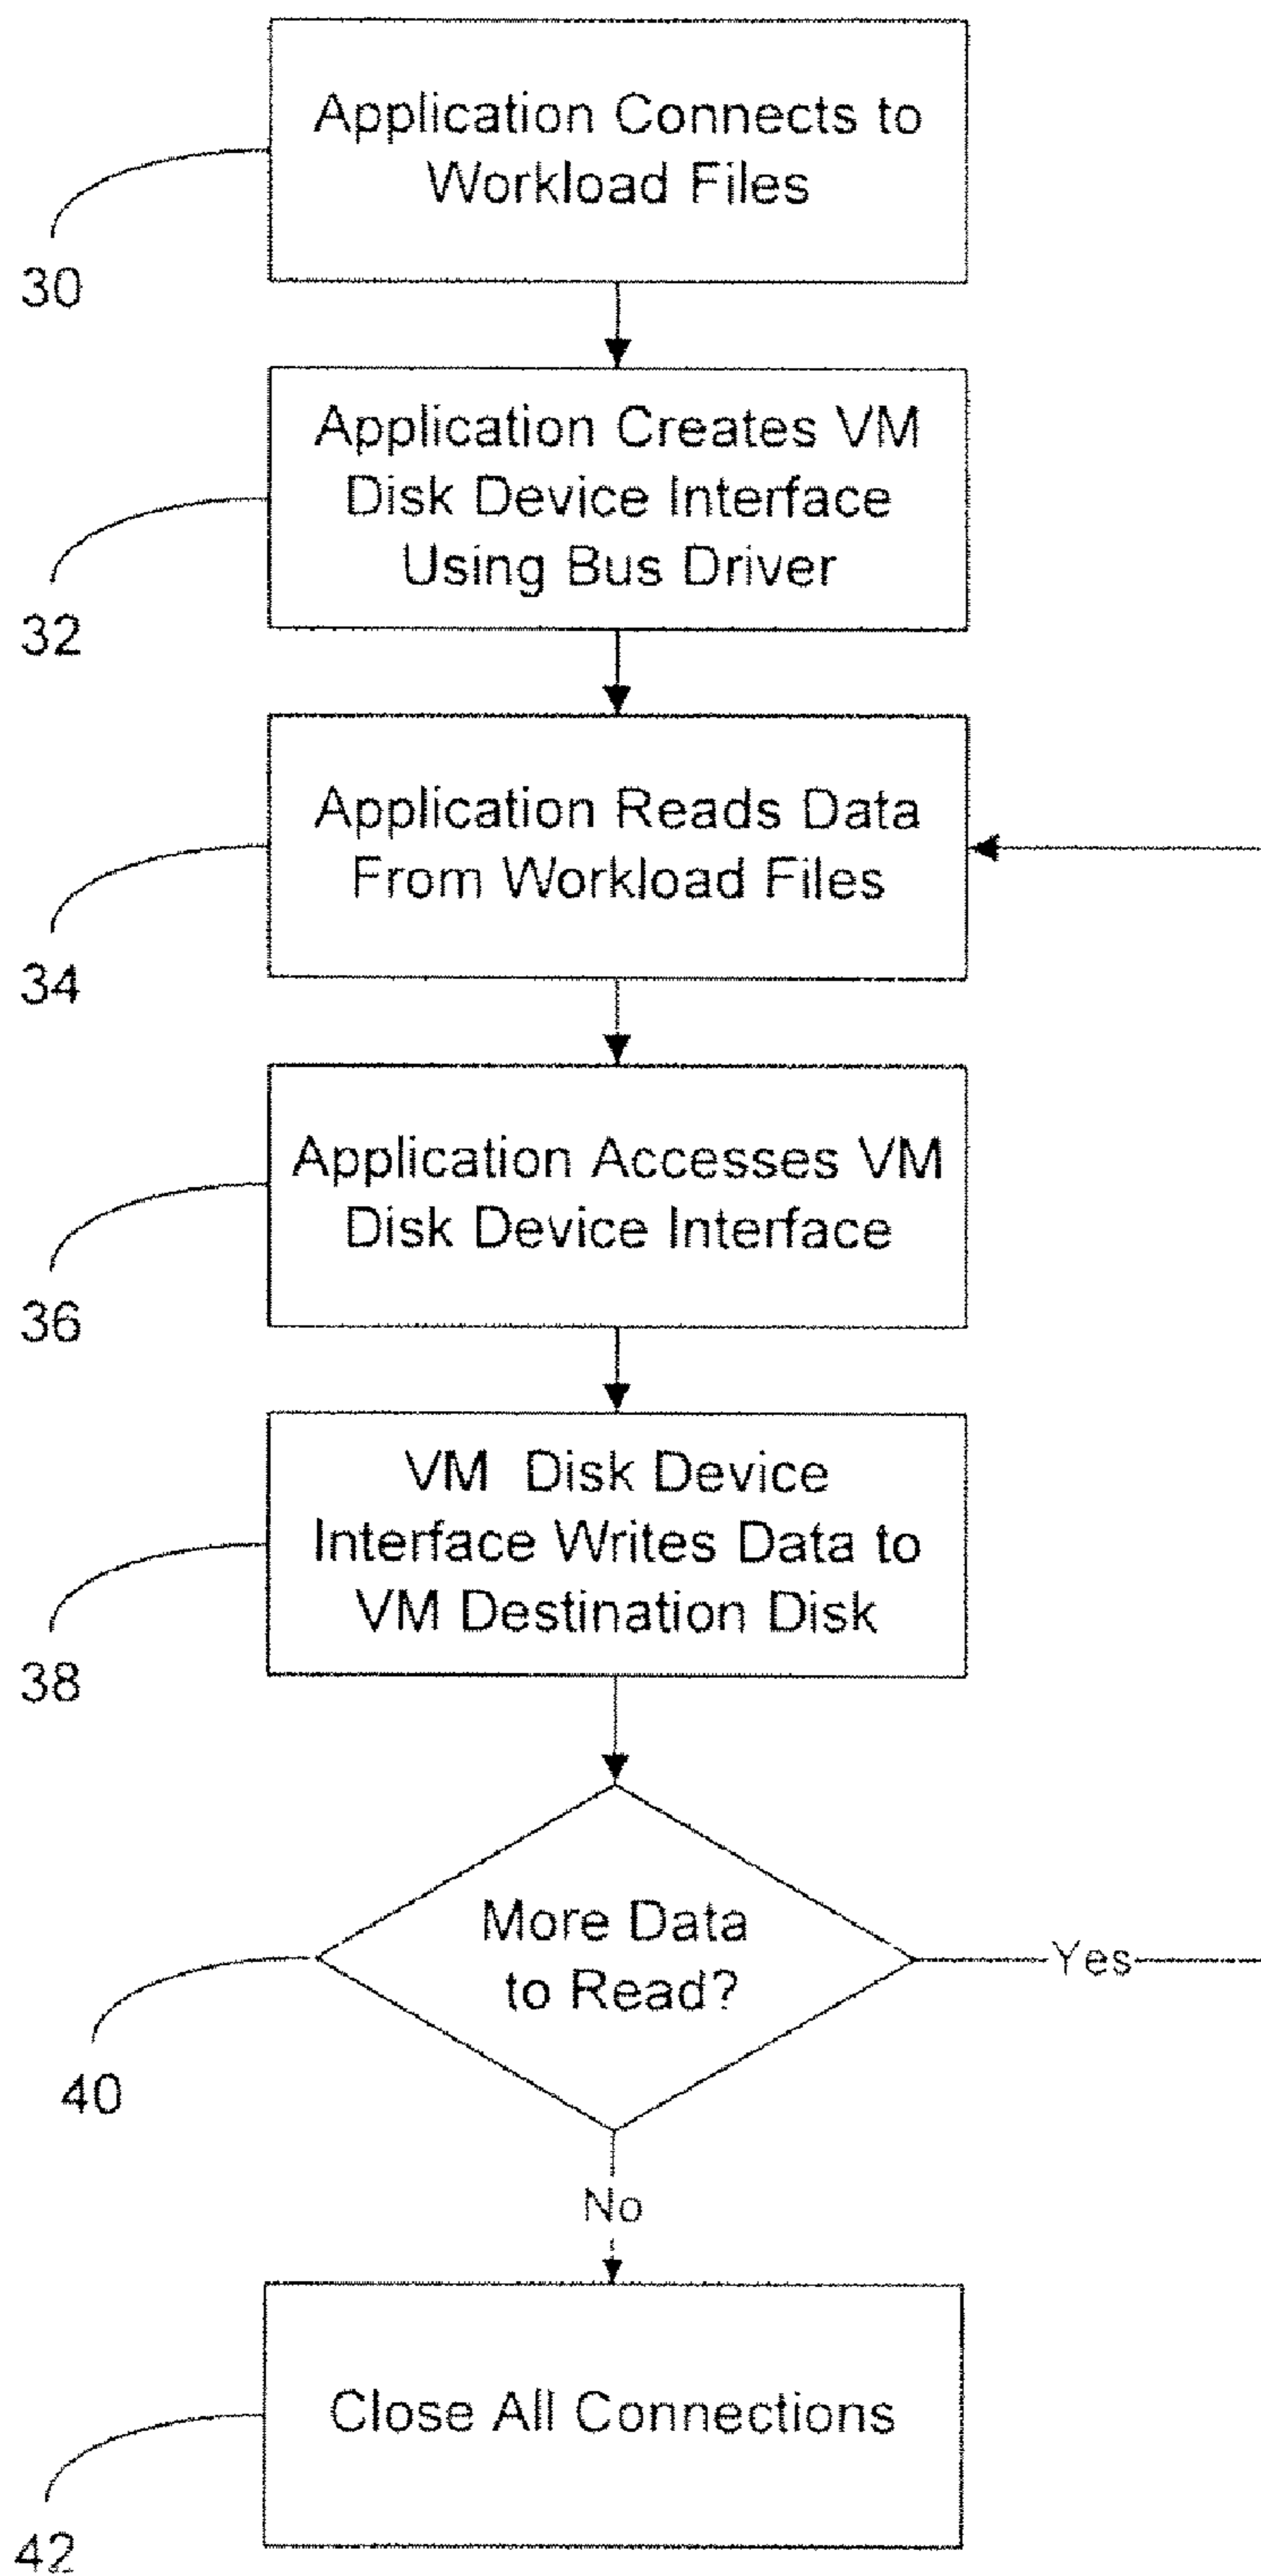 Application Connects to
Workload Files
30
Application Creates VM
Disk Device Interface
Using Bus Driver
32
Application Reads Data
From Workload Files
34
Application Accesses VM
Disk Device Interface
36
VM Disk Device
Interface Writes Data to
VM Destination Disk
38
More Data
to Read?
Yes
40
No
Close All Connections
42